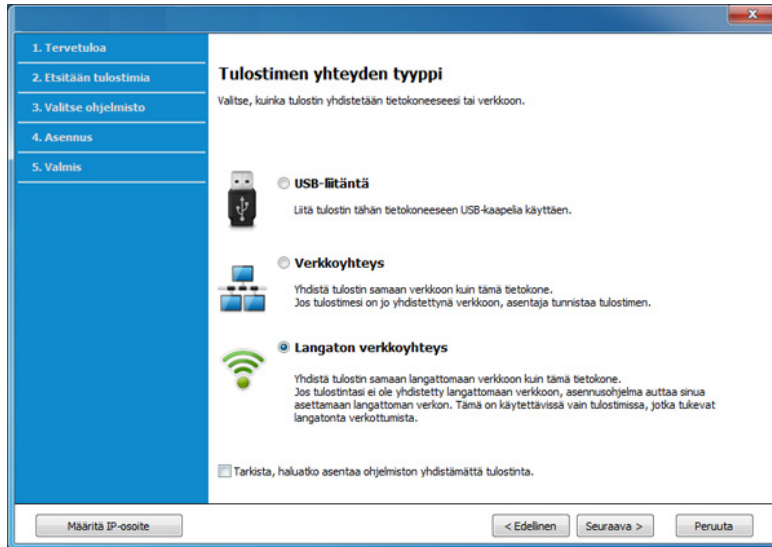 1. Tervetuloa
2. Etsitään tulostimia
3. Valitse ohjelmisto
4. Asennus
5. Valmis
Tulostimen yhteyden tyyppi
Valitse, kuinka tulostin yhdistetään tietokoneeseesi tai verkkoon.
USB-liitäntä
Liitä tulostin tähän tietokoneeseen USB-kaapelia käyttäen.
Verkkoyhteys
Yhdistä tulostin samaan verkkoon kuin tämä tietokone.
Jos tulostimesi on jo yhdistettynä verkkoon, asentaja tunnistaa tulostimen.
Langaton verkkoyhteys
Yhdistä tulostin samaan langattomaan verkkoon kuin tämä tietokone.
Jos tulostintasi ei ole yhdistetty langattomaan verkkoon, asennusohjelma auttaa sinua
asettamaan langattoman verkon. Tämä on käytettävissä vain tulostimissa, jotka tukevat
langatonta verkottumista.
Tarkista, haluatko asentaa ohjelmiston yhdistämättä tulostinta.
Määritä IP-osoite
< Edellinen
Seuraava >
Peruuta